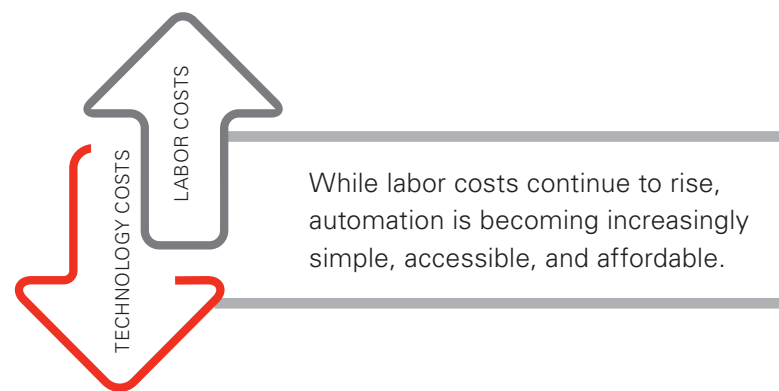 LABOR COSTS
TECHNOLOGY COSTS
While labor costs continue to rise,
automation is becoming increasingly
simple, accessible, and affordable.